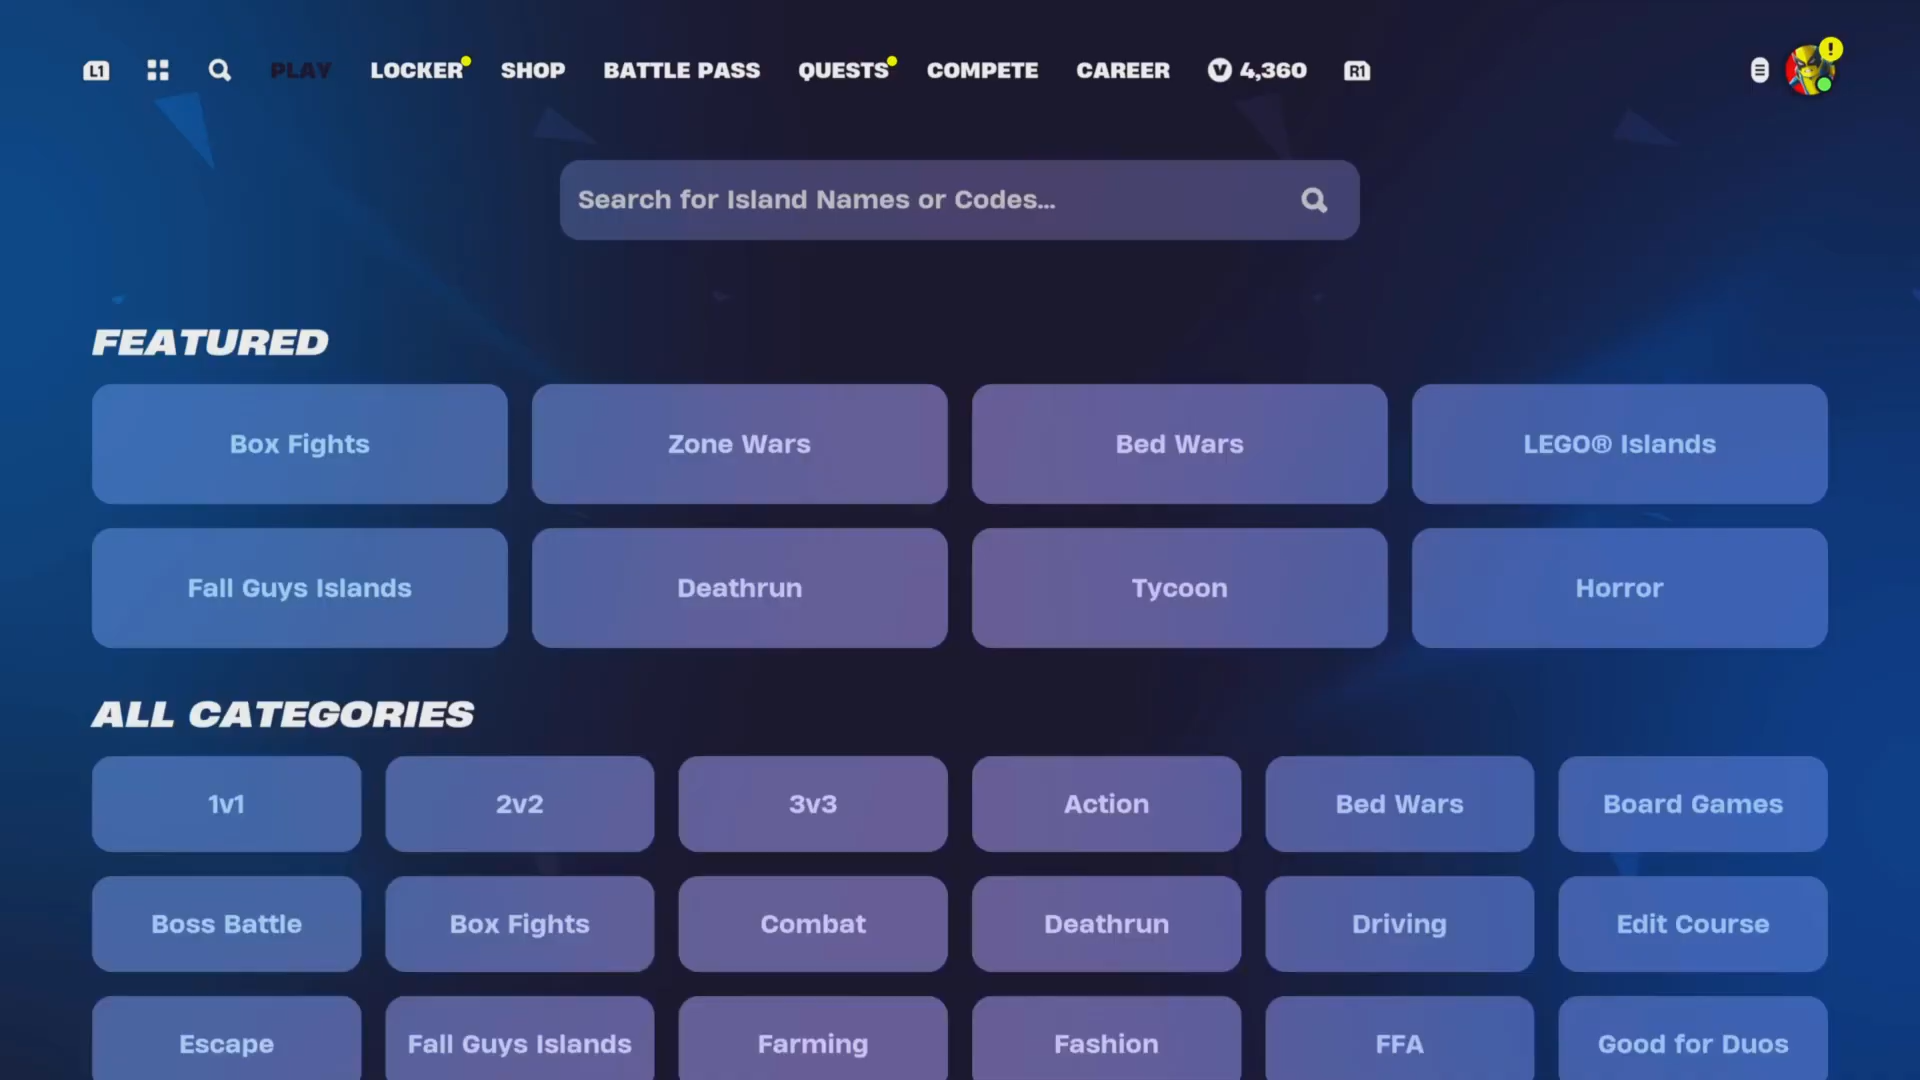 L1 PLAY LOCKER SHOP BATTLE PASS QUESTS COMPETE CAREER V 4,360 R1 !
Search for Island Names or Codes...
FEATURED
Box Fights Zone Wars Bed Wars LEGO® Islands
Fall Guys Islands Deathrun Tycoon Horror
ALL CATEGORIES
1v1 2v2 3v3 Action Bed Wars Board Games
Boss Battle Box Fights Combat Deathrun Driving Edit Course
Escape Fall Guys Islands Farming Fashion FFA Good for Duos